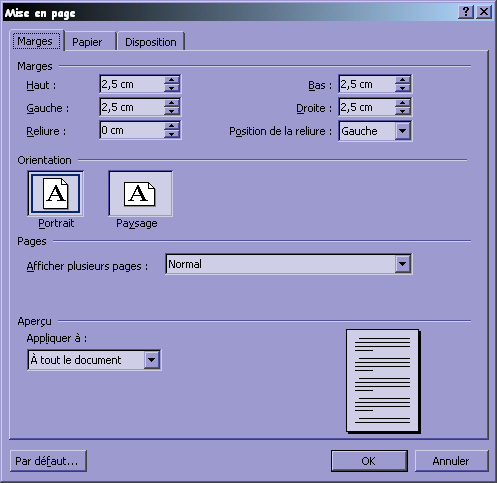 Mise en page
Marges Papier Disposition
Marges
Haut : 2,5 cm Bas : 2,5 cm
Gauche : 2,5 cm Droite : 2,5 cm
Reliure : 0 cm Position de la reliure : Gauche
Orientation
A A
Portrait Paysage
Pages
Afficher plusieurs pages : Normal
Aperçu
Appliquer à :
À tout le document
Par défaut... OK Annuler